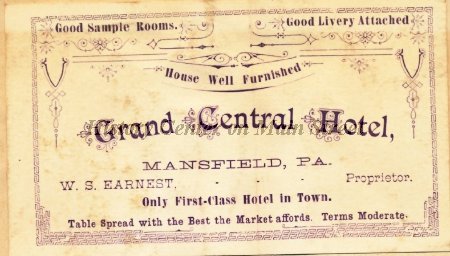 Good Sample Rooms.
Good Livery Attached
House Well Furnished
Grand Central Hotel,
MANSFIELD, PA.
W. S. EARNEST, - - - Proprietor.
Only First-Class Hotel in Town.
Table Spread with the Best the Market affords. Terms Moderate.